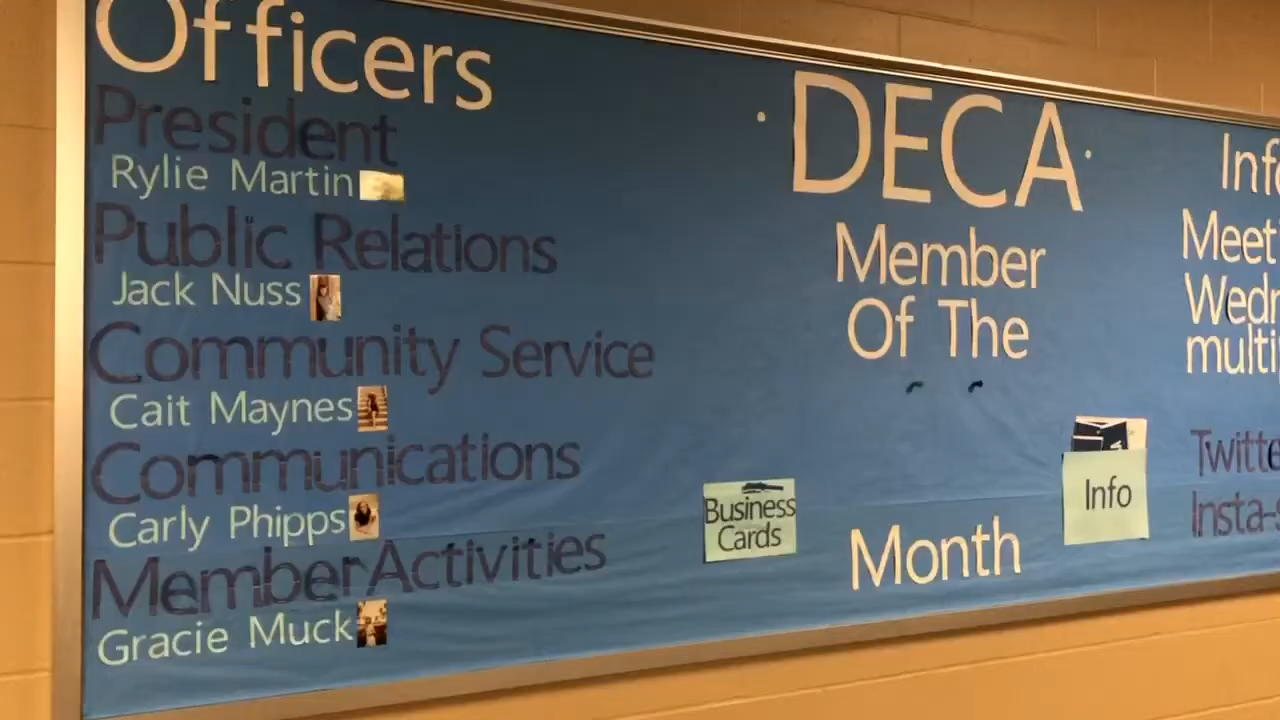 Officers
President
Rylie Martin
Public Relations
Jack Nuss
Community Service
Cait Maynes
Communications
Carly Phipps
Member Activities
Gracie Muck
DECA
Member
Of The
Month
Business
Cards
Info